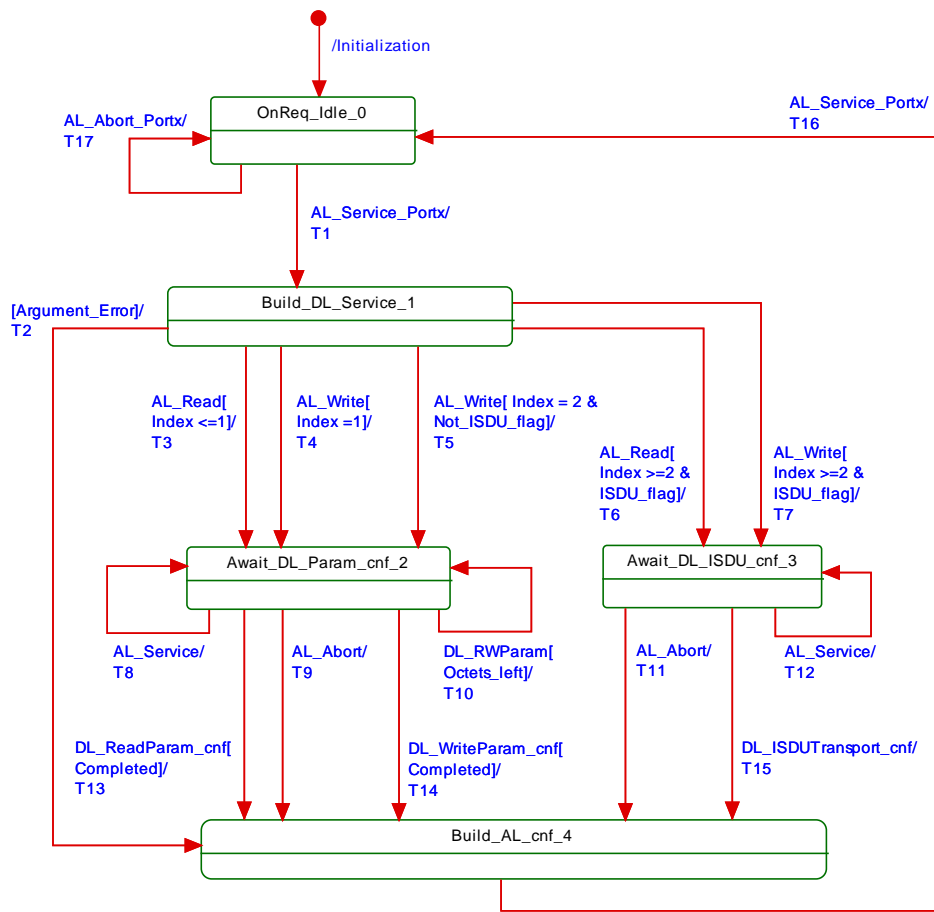 /Initialization
OnReq_Idle_0
AL_Service_Portx/
T16
AL_Abort_Portx/
T17
AL_Service_Portx/
T1
Build_DL_Service_1
[Argument_Error]/
T2
AL_Read[
Index <=1]/
T3
AL_Write[
Index =1]/
T4
AL_Write[ Index = 2 &
Not_ISDU_flag]/
T5
AL_Read[
Index >=2 &
ISDU_flag]/
T6
AL_Write[
Index >=2 &
ISDU_flag]/
T7
Await_DL_Param_cnf_2
Await_DL_ISDU_cnf_3
AL_Service/
T8
AL_Abort/
T9
DL_RWParam[
Octets_left]/
T10
AL_Abort/
T11
AL_Service/
T12
DL_ReadParam_cnf[
Completed]/
T13
DL_WriteParam_cnf[
Completed]/
T14
DL_ISDUTransport_cnf/
T15
Build_AL_cnf_4